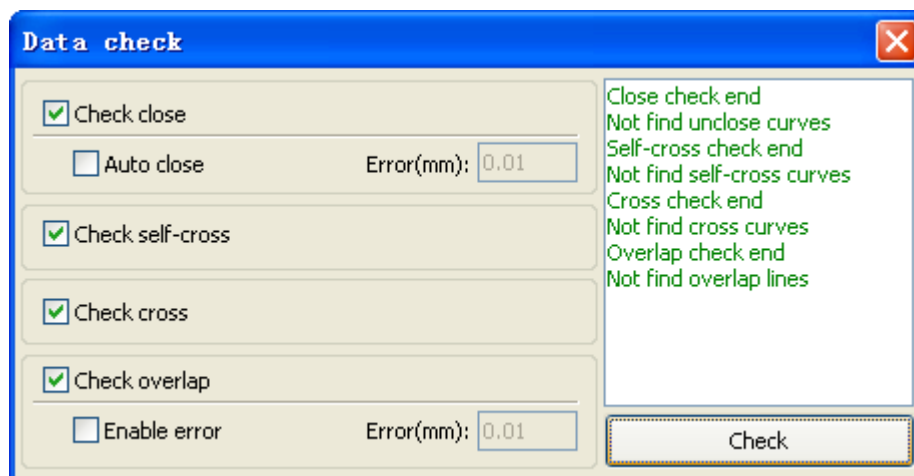 Data check
Check close
Auto close Error(mm): 0.01
Check self-cross
Check cross
Check overlap
Enable error Error(mm): 0.01
Close check end
Not find unclose curves
Self-cross check end
Not find self-cross curves
Cross check end
Not find cross curves
Overlap check end
Not find overlap lines
Check